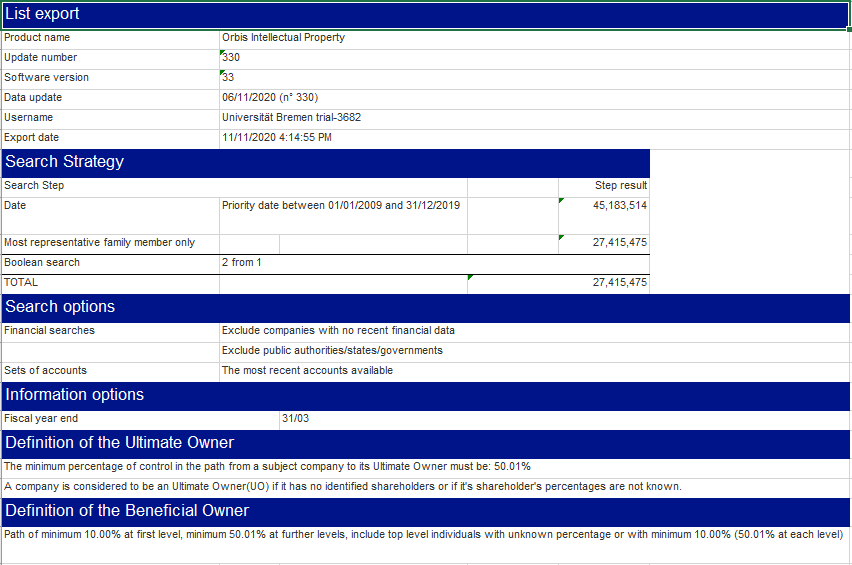 List export
Product name Orbis Intellectual Property
Update number 330
Software version 33
Data update 06/11/2020 (n° 330)
Username Universität Bremen trial-3682
Export date 11/11/2020 4:14:55 PM
Search Strategy
Search Step Step result
Date Priority date between 01/01/2009 and 31/12/2019 45,183,514
Most representative family member only 27,415,475
Boolean search 2 from 1
TOTAL 27,415,475
Search options
Financial searches Exclude companies with no recent financial data
Exclude public authorities/states/governments
Sets of accounts The most recent accounts available
Information options
Fiscal year end 31/03
Definition of the Ultimate Owner
The minimum percentage of control in the path from a subject company to its Ultimate Owner must be: 50.01%
A company is considered to be an Ultimate Owner(UO) if it has no identified shareholders or if it's shareholder's percentages are not known.
Definition of the Beneficial Owner
Path of minimum 10.00% at first level, minimum 50.01% at further levels, include top level individuals with unknown percentage or with minimum 10.00% (50.01% at each level)